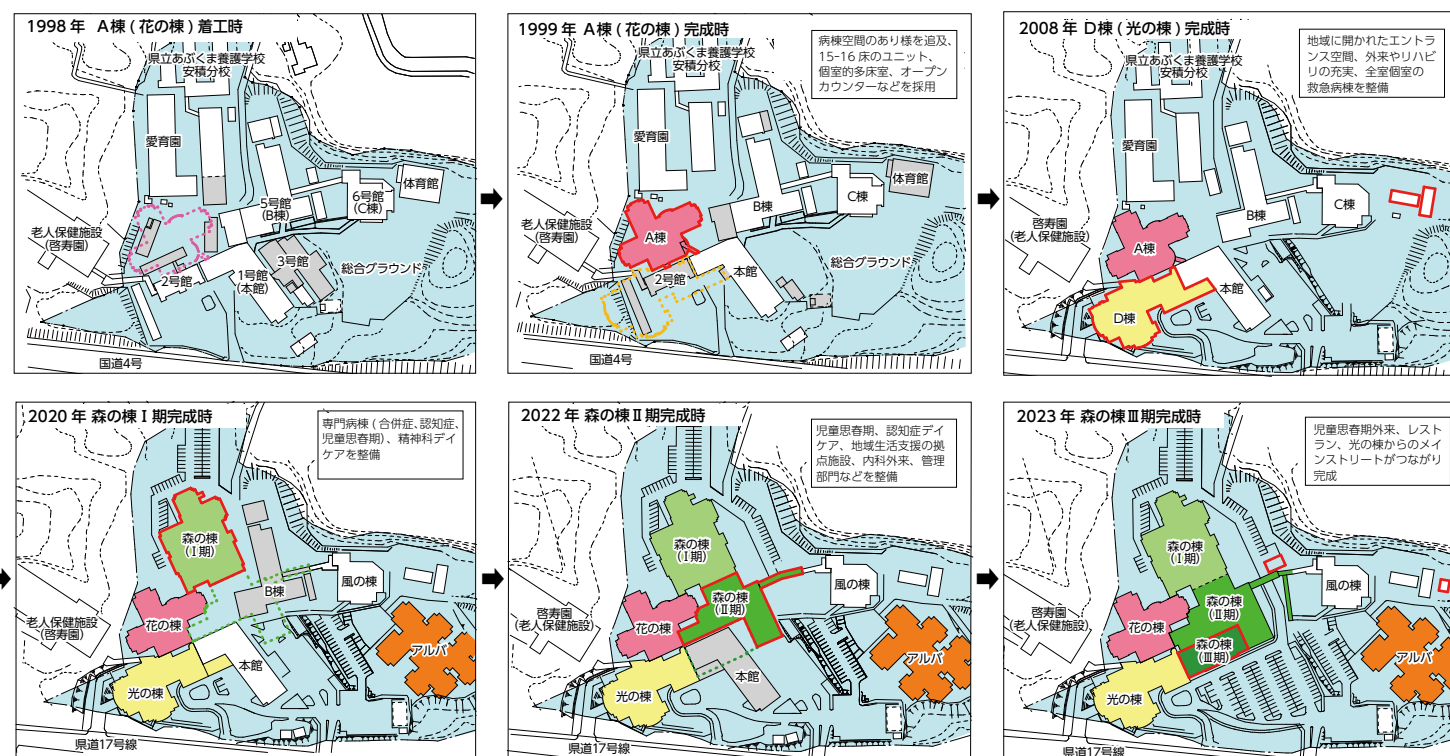 1998 年 A棟 ( 花の棟 ) 着工時
県立あぶくま養護学校
安積分校
愛育園
5号館
(B棟)
6号館
(C棟)
体育館
老人保健施設
(啓寿園)
2号館
1号館
(本館)
3号館
総合グラウンド
国道4号
1999 年 A棟 ( 花の棟 ) 完成時
病棟空間のあり様を追及、
15-16 床のユニット、
個室的多床室、オープン
カウンターなどを採用
県立あぶくま養護学校
安積分校
愛育園
B棟
C棟
体育館
老人保健施設
(啓寿園)
A棟
2号館
本館
総合グラウンド
国道4号
2008 年 D棟 ( 光の棟 ) 完成時
地域に開かれたエントラ
ンス空間、外来やリハビ
リの充実、全室個室の
救急病棟を整備
県立あぶくま養護学校
安積分校
愛育園
B棟
C棟
啓寿園
(老人保健施設)
A棟
本館
D棟
2020 年 森の棟Ⅰ期完成時
専門病棟 ( 合併症、認知症、
児童思春期 )、精神科デイ
ケアを整備
森の棟
(Ⅰ期)
B棟
風の棟
老人保健施設
(啓寿園)
花の棟
本館
アルバ
光の棟
県道17号線
2022 年 森の棟Ⅱ期完成時
児童思春期、認知症デイ
ケア、地域生活支援の拠
点施設、内科外来、管理
部門などを整備
森の棟
(Ⅰ期)
風の棟
森の棟
(Ⅱ期)
啓寿園
(老人保健施設)
花の棟
本館
アルバ
光の棟
県道17号線
2023 年 森の棟Ⅲ期完成時
児童思春期外来、レスト
ラン、光の棟からのメイ
ンストリートがつながり
完成
森の棟
(Ⅰ期)
風の棟
森の棟
(Ⅱ期)
啓寿園
(老人保健施設)
花の棟
森の棟
(Ⅲ期)
アルバ
光の棟
県道17号線